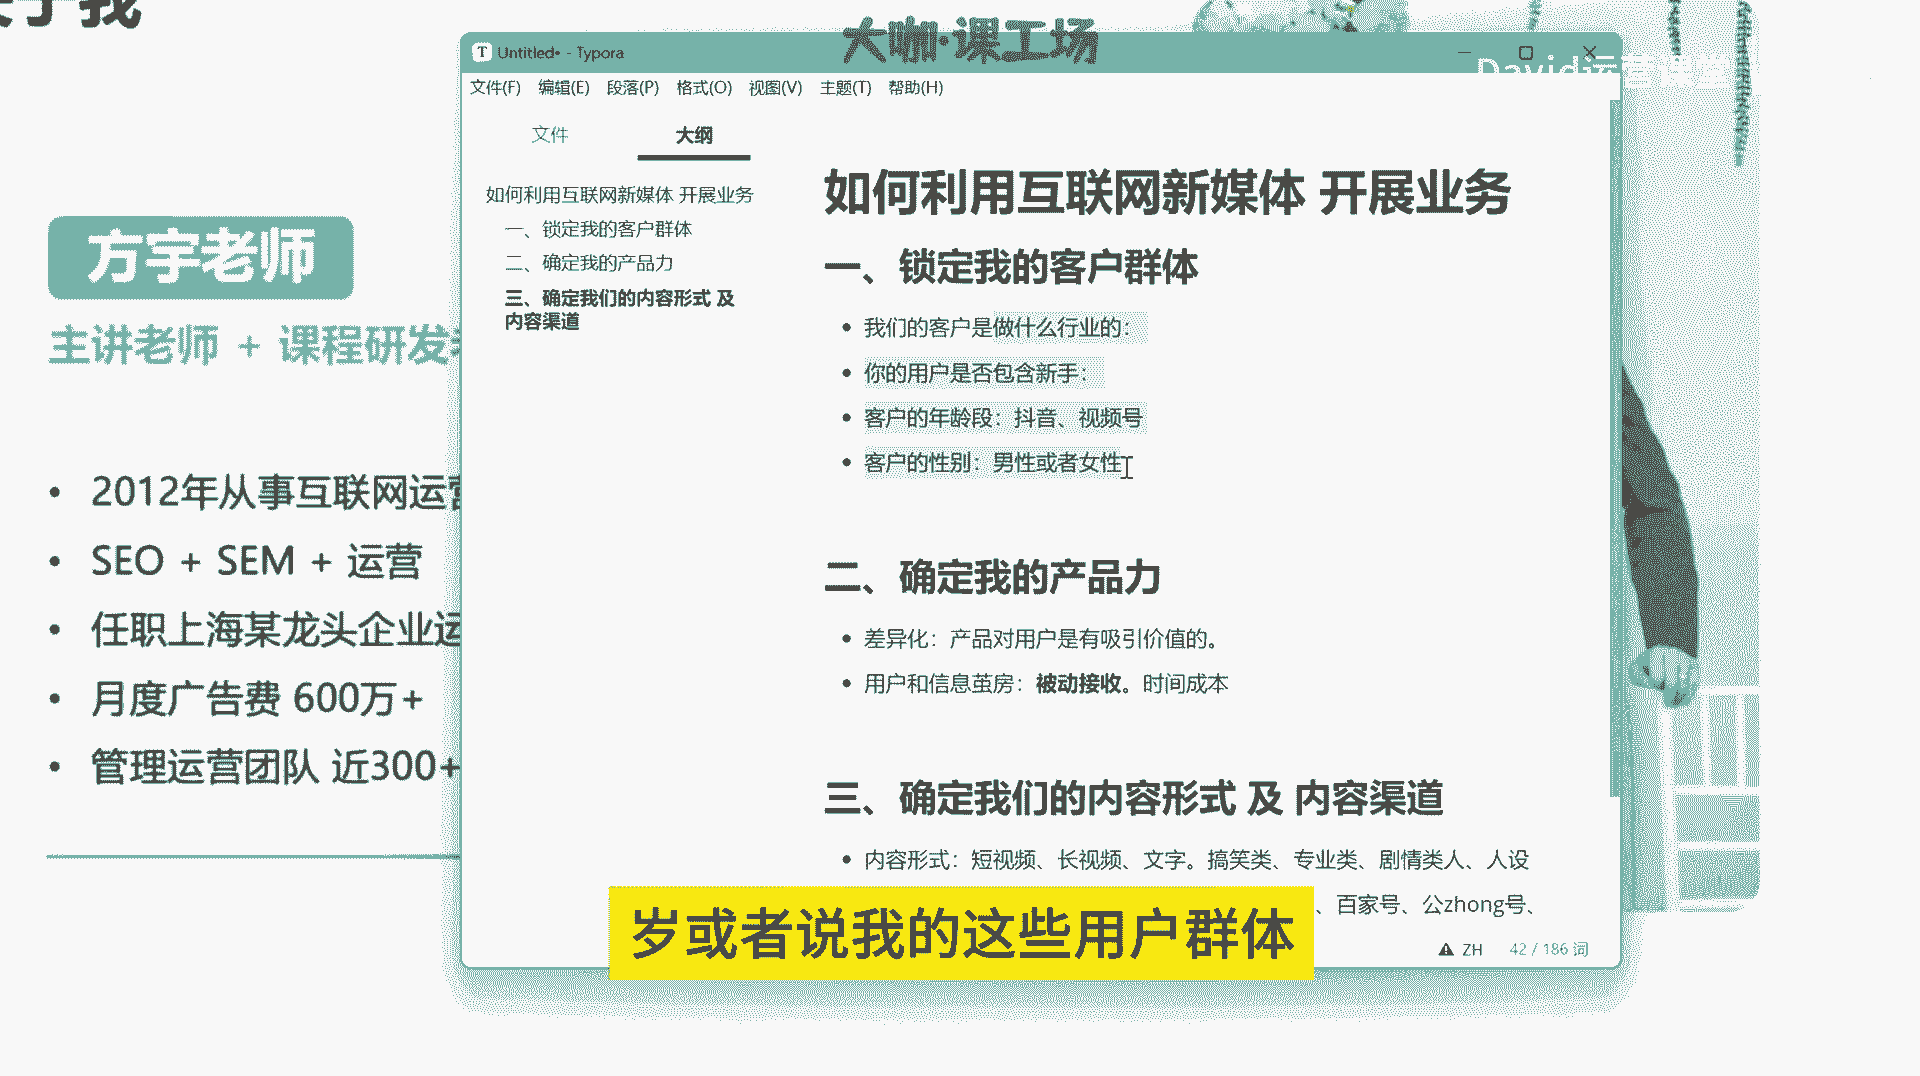 于我
大咖·课工场
David运营课堂
方宇老师
主讲老师 + 课程研发
• 2012年从事互联网运营
• SEO + SEM + 运营
• 任职上海某龙头企业运
• 月度广告费 600万+
• 管理运营团队 近300+
Untitled• - Typora
文件(F) 编辑(E) 段落(P) 格式(O) 视图(V) 主题(T) 帮助(H)
文件 大纲
如何利用互联网新媒体 开展业务
一、锁定我的客户群体
二、确定我的产品力
三、确定我们的内容形式 及
内容渠道
如何利用互联网新媒体 开展业务
一、锁定我的客户群体
• 我们的客户是做什么行业的：
• 你的用户是否包含新手：
• 客户的年龄段：抖音、视频号
• 客户的性别：男性或者女性
二、确定我的产品力
• 差异化：产品对用户是有吸引价值的。
• 用户和信息茧房：被动接收。时间成本
三、确定我们的内容形式 及 内容渠道
• 内容形式：短视频、长视频、文字。搞笑类、专业类、剧情类人、人设
、百家号、公zhong号、
ZH 42 / 186 词
岁或者说我的这些用户群体